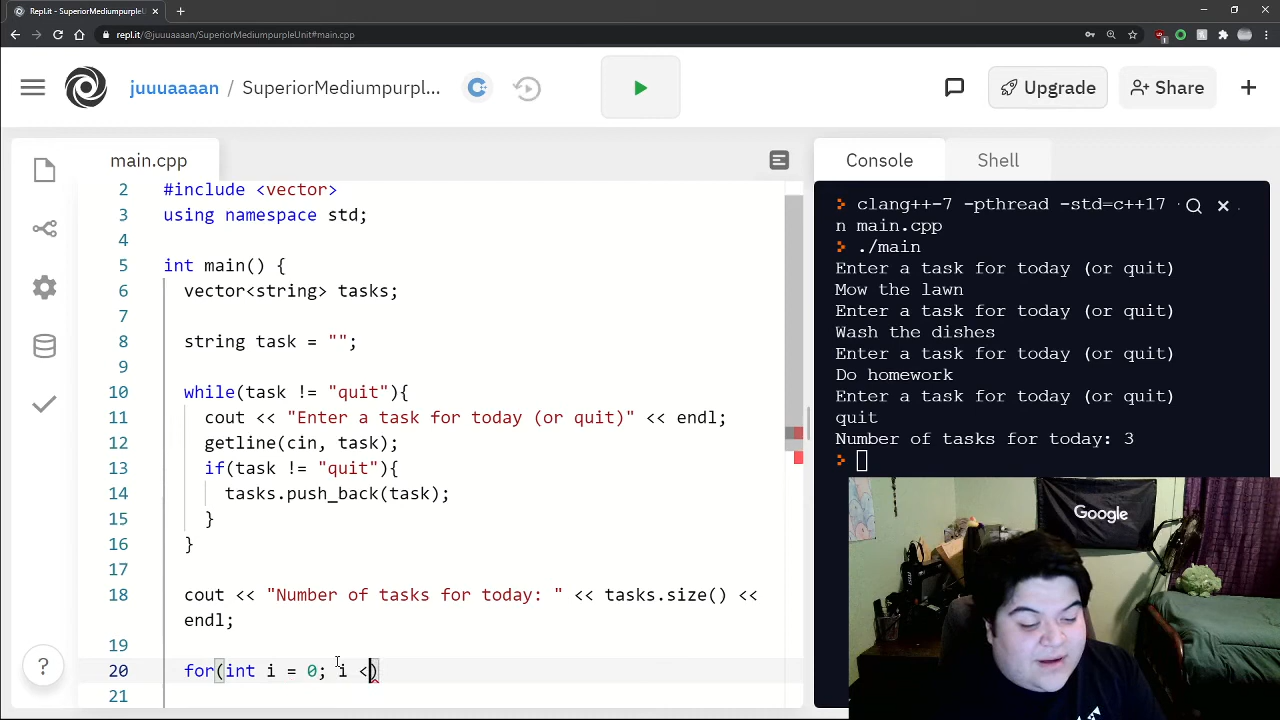 Repl.it - SuperiorMediumpurpleUnit
repl.it/@juuuaaaan/SuperiorMediumpurpleUnit#main.cpp
juuuaaaan / SuperiorMediumpurpl...
Upgrade
Share
main.cpp
Console
Shell
2 #include <vector>
3 using namespace std;
4
5 int main() {
6 vector<string> tasks;
7
8 string task = "";
9
10 while(task != "quit"){
11 cout << "Enter a task for today (or quit)" << endl;
12 getline(cin, task);
13 if(task != "quit"){
14 tasks.push_back(task);
15 }
16 }
17
18 cout << "Number of tasks for today: " << tasks.size() <<
endl;
19
20 for(int i = 0; i <)
21
clang++-7 -pthread -std=c++17
n main.cpp
./main
Enter a task for today (or quit)
Mow the lawn
Enter a task for today (or quit)
Wash the dishes
Enter a task for today (or quit)
Do homework
Enter a task for today (or quit)
quit
Number of tasks for today: 3
Google